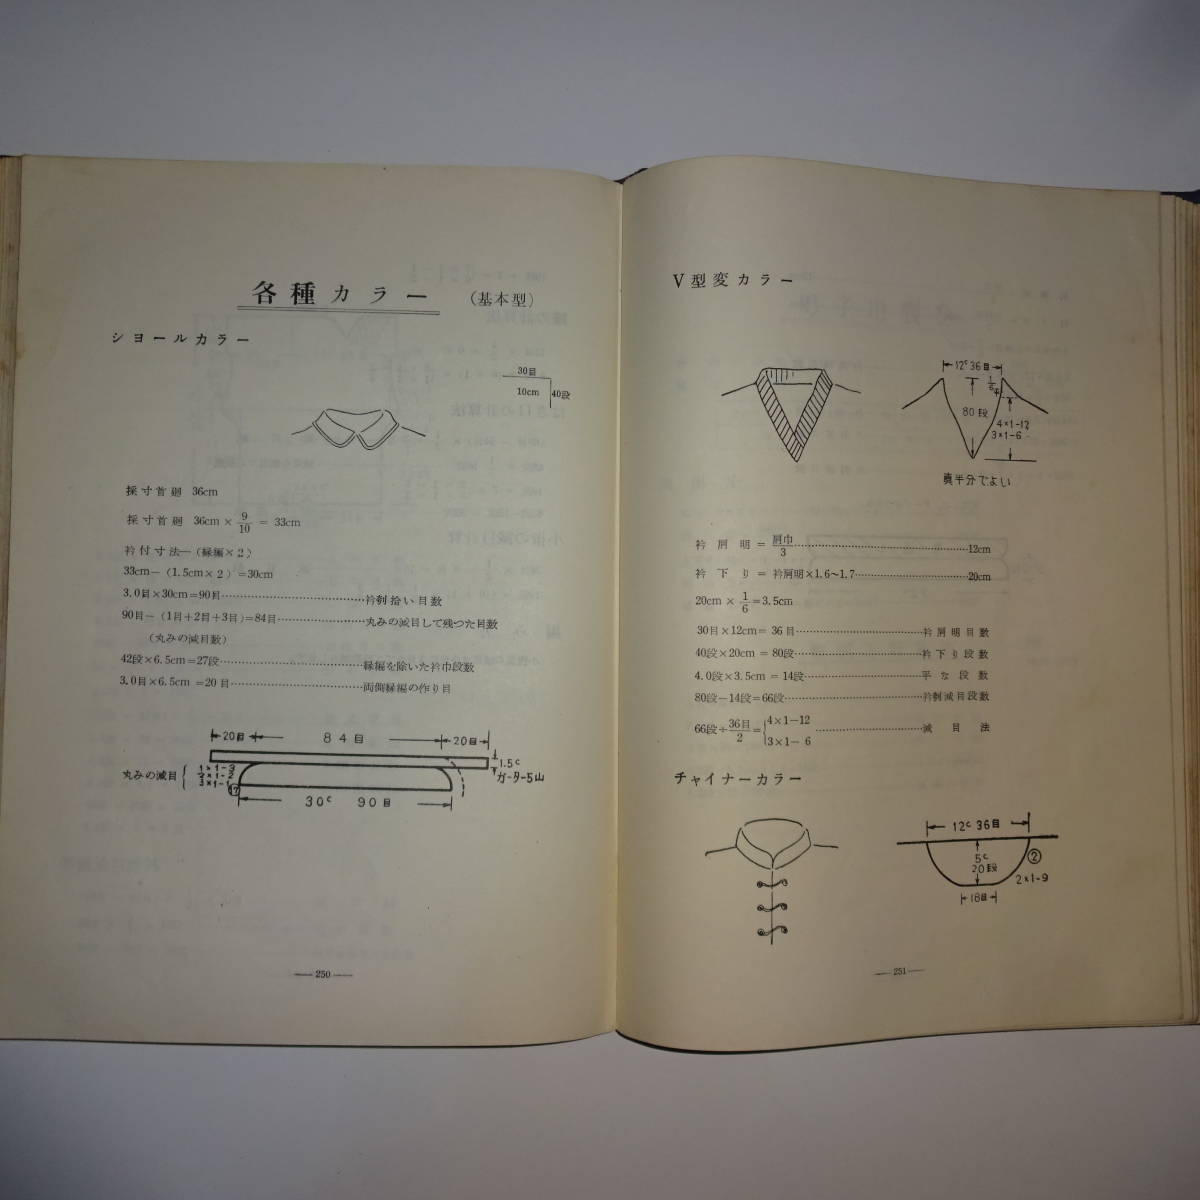 各種カラー (基本型)
シヨールカラー
30目
10cm 40段
採寸首廻 36cm
採寸首廻 36cm × 9/10 = 33cm
衿付寸法—(縁編×2)
33cm—(1.5cm×2)=30cm
3.0目×30cm=90目……衿刳拾い目数
90目—(1目+2目+3目)=84目……丸みの減目して残つた目数
(丸みの減目数)
42段×6.5cm=27段……縁編を除いた衿巾段数
3.0目×6.5cm=20目……両側縁編の作り目
20目 84目 20目
1.5c
ガーター5山
丸みの減目
1×1-3
2×1-2
3×1-1
30c 90目
—250—
V型変カラー
12c 36目
1/6
80段
4×1-12
3×1-6
真半分でよい
衿肩明=肩巾/3……12cm
衿下り=衿肩明×1.6~1.7……20cm
20cm×1/6=3.5cm
30目×12cm=36目……衿肩明目数
40段×20cm=80段……衿下り段数
4.0段×3.5cm=14段……平な段数
80段—14段=66段……衿刳減目段数
66段÷36目/2={4×1—12
3×1—6……減目法
チャイナーカラー
12c 36目
5c
20段
②
2×1-9
18目
—251—